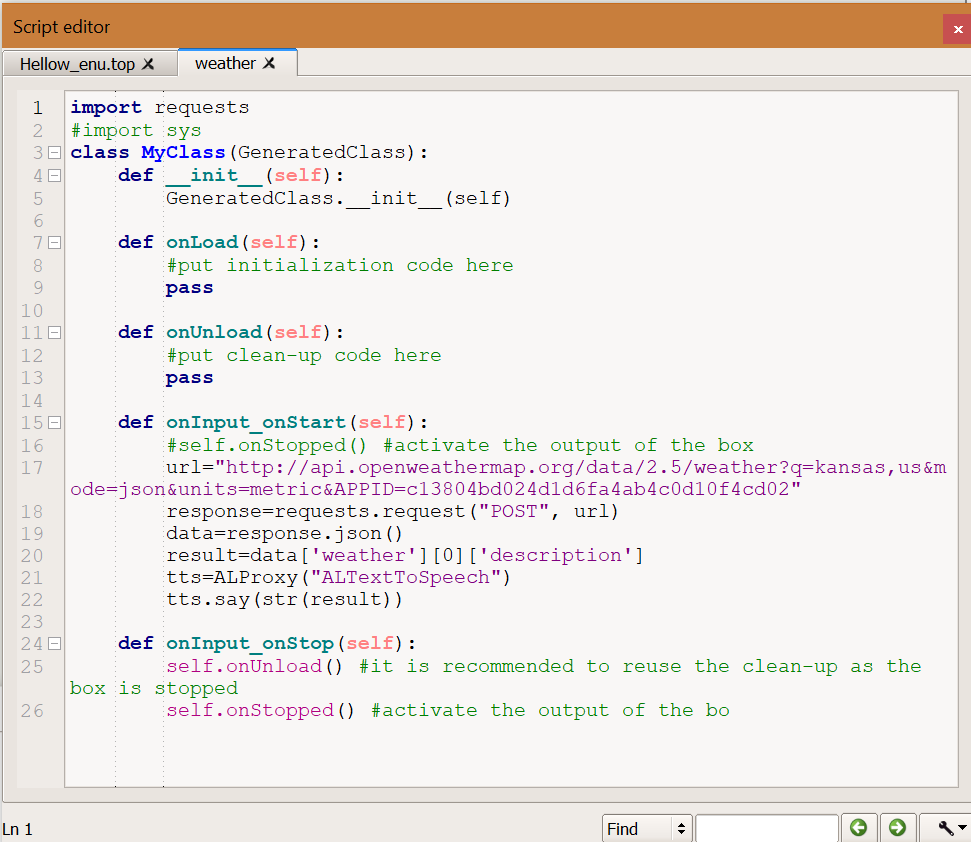 Script editor
Hellow_enu.top
weather
1 import requests
2 #import sys
3 class MyClass(GeneratedClass):
4     def __init__(self):
5         GeneratedClass.__init__(self)
6
7     def onLoad(self):
8         #put initialization code here
9         pass
10
11     def onUnload(self):
12         #put clean-up code here
13         pass
14
15     def onInput_onStart(self):
16         #self.onStopped() #activate the output of the box
17         url="http://api.openweathermap.org/data/2.5/weather?q=kansas,us&m
ode=json&units=metric&APPID=c13804bd024d1d6fa4ab4c0d10f4cd02"
18         response=requests.request("POST", url)
19         data=response.json()
20         result=data['weather'][0]['description']
21         tts=ALProxy("ALTextToSpeech")
22         tts.say(str(result))
23
24     def onInput_onStop(self):
25         self.onUnload() #it is recommended to reuse the clean-up as the
box is stopped
26         self.onStopped() #activate the output of the bo
Ln 1
Find